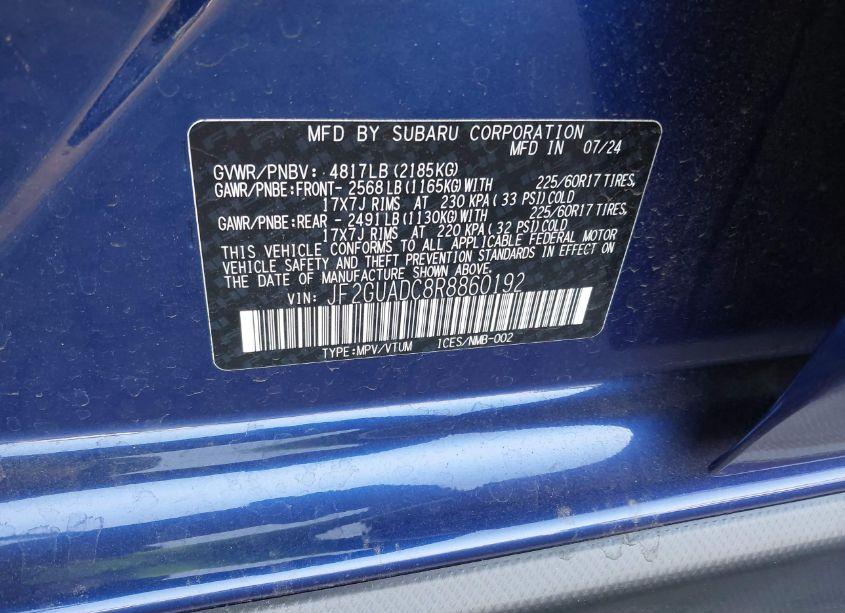 MFD BY SUBARU CORPORATION
MFD IN 07/24
GVWR/PNBV: 4817LB (2185KG)
GAWR/PNBE:FRONT- 2568LB (1165KG)WITH 225/60R17 TIRES,
17X7J RIMS AT 230 KPA ( 33 PSI)COLD
GAWR/PNBE:REAR - 2491LB (1130KG)WITH 225/60R17 TIRES,
17X7J RIMS AT 220 KPA ( 32 PSI)COLD
THIS VEHICLE CONFORMS TO ALL APPLICABLE FEDERAL MOTOR
VEHICLE SAFETY AND THEFT PREVENTION STANDARDS IN EFFECT ON
THE DATE OF MANUFACTURE SHOWN ABOVE.
VIN: JF2GUADC8R8860192
TYPE:MPV/VTUM ICES/NMB-002